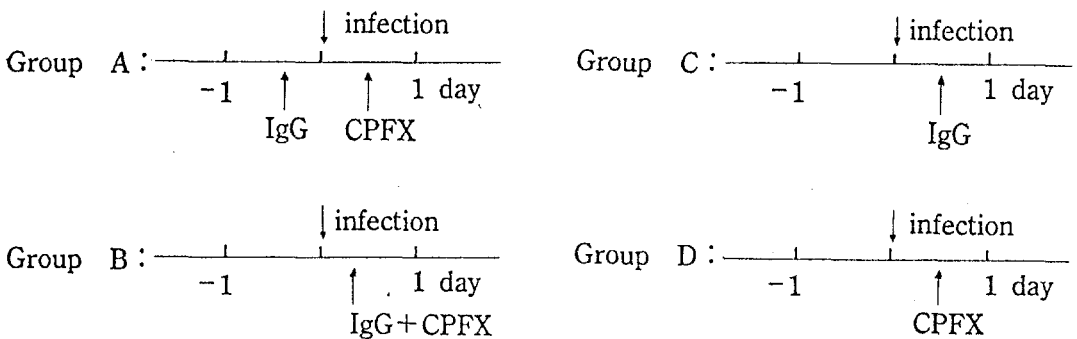 infection
Group A:
-1
1 day
IgG
CPFX
infection
Group C:
-1
1 day
IgG
infection
Group B:
-1
1 day
IgG+CPFX
infection
Group D:
-1
1 day
CPFX